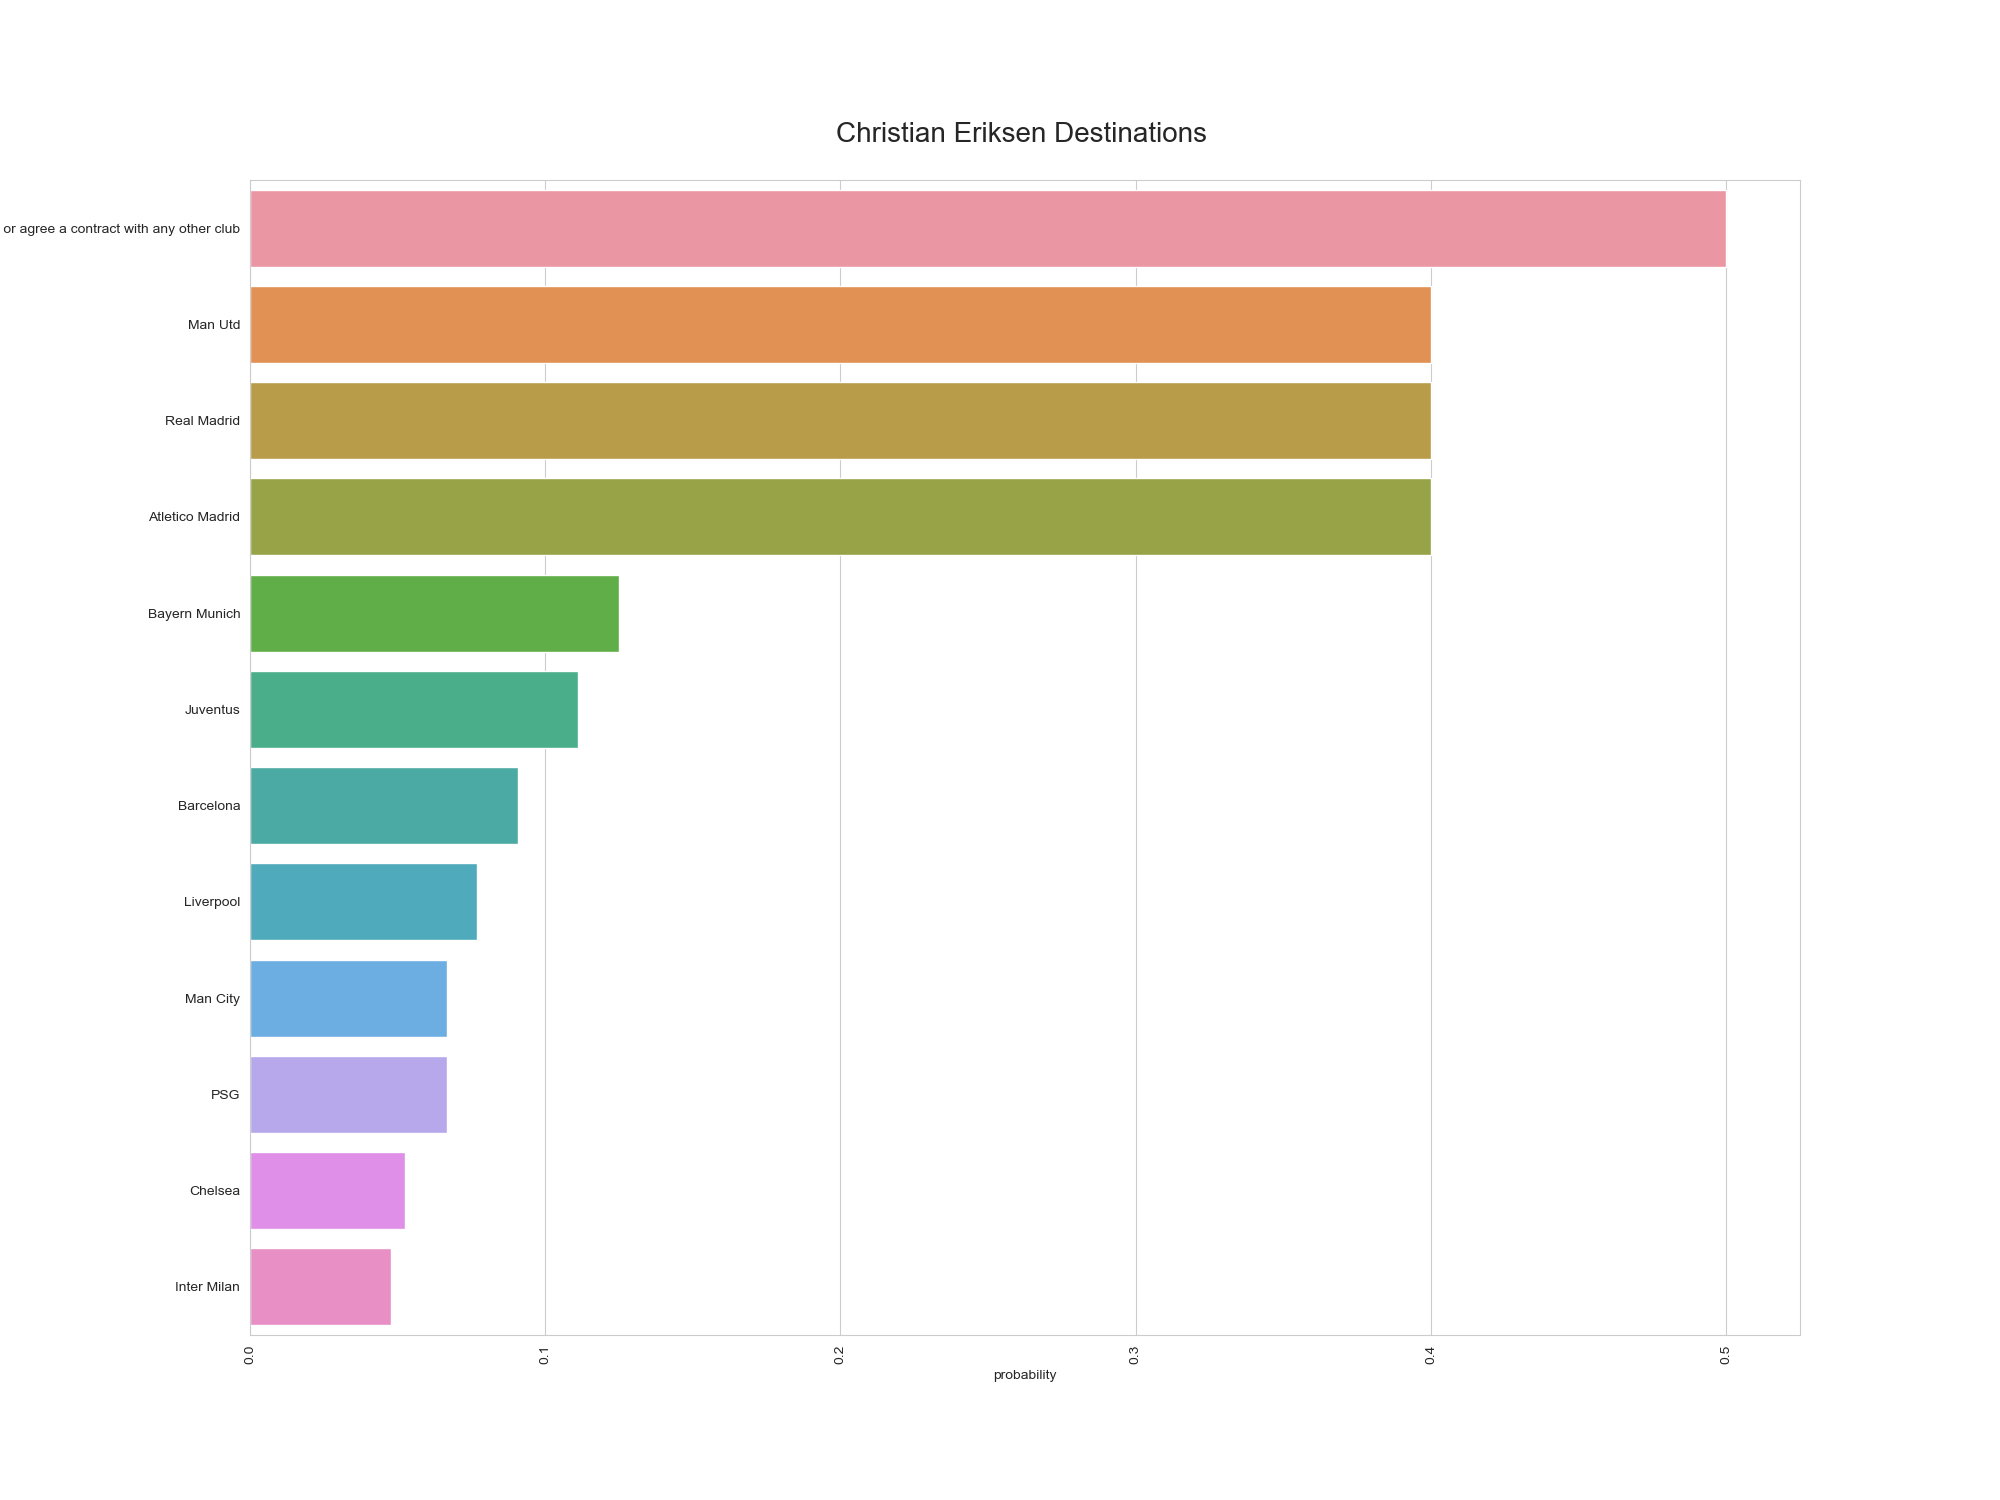 Christian Eriksen Destinations
or agree a contract with any other club
Man Utd
Real Madrid
Atletico Madrid
Bayern Munich
Juventus
Barcelona
Liverpool
Man City
PSG
Chelsea
Inter Milan
0.0
0.1
0.2
0.3
0.4
0.5
probability